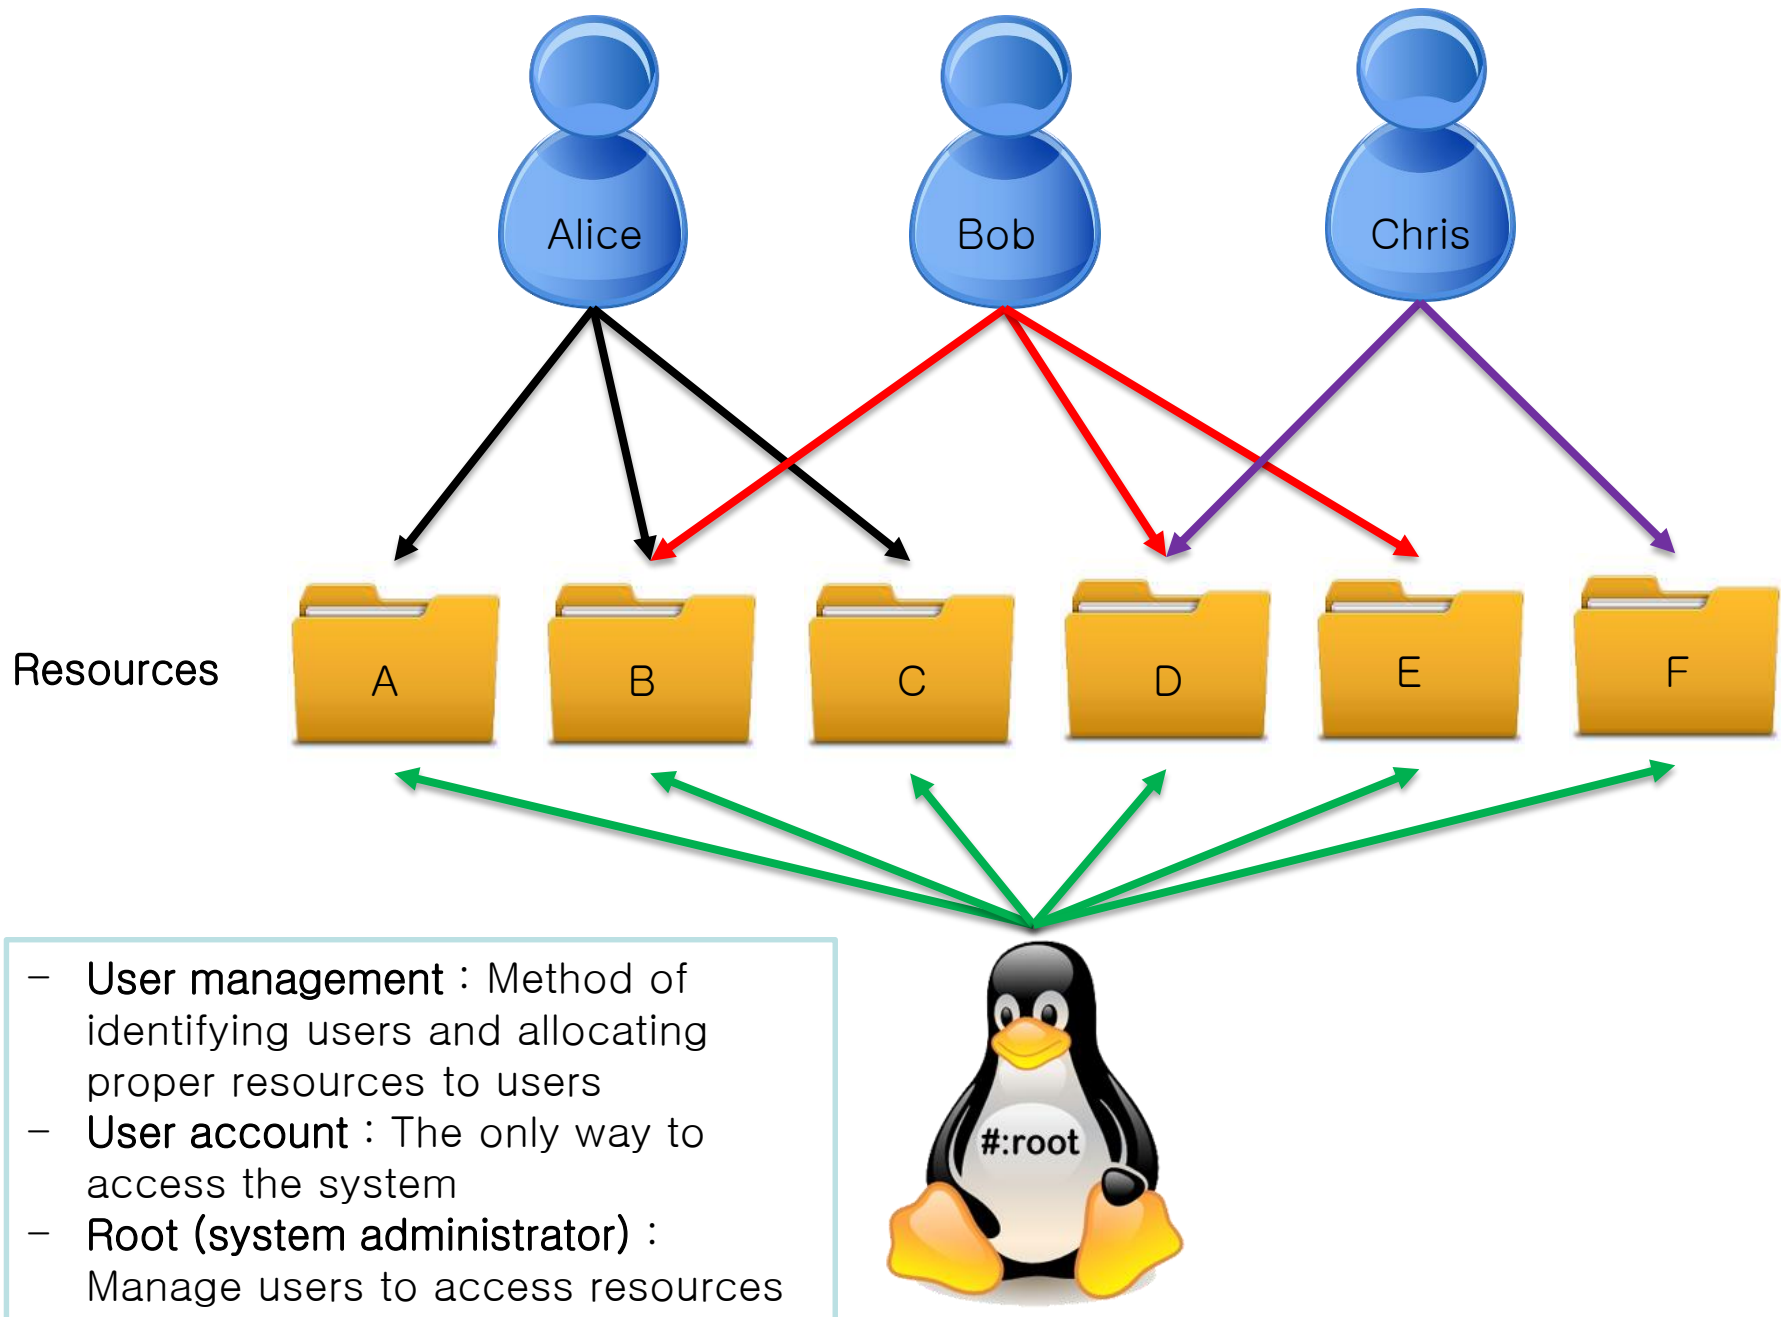 Alice
Bob
Chris
Resources
A
B
C
D
E
F
- User management : Method of
identifying users and allocating
proper resources to users
- User account : The only way to
access the system
- Root (system administrator) :
Manage users to access resources
#:root